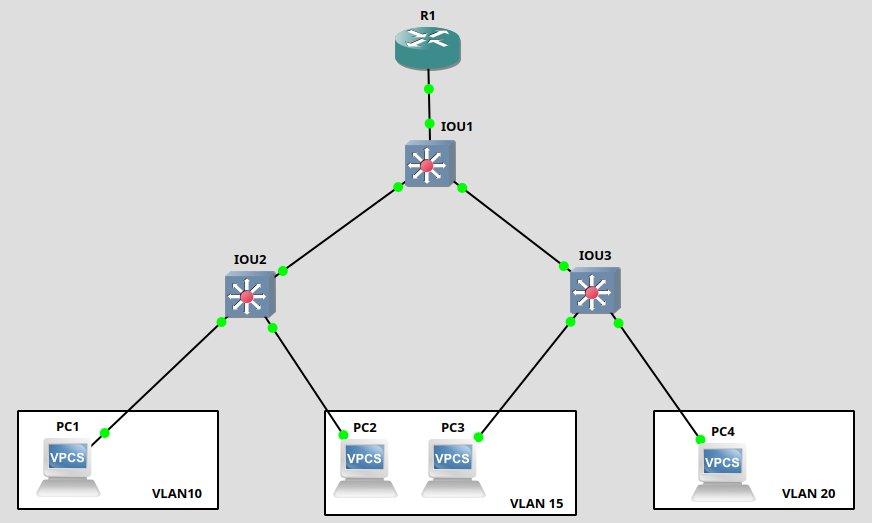 R1
IOU1
IOU2
IOU3
PC1
VPCS
VLAN10
PC2
PC3
VPCS
VPCS
VLAN 15
PC4
VPCS
VLAN 20